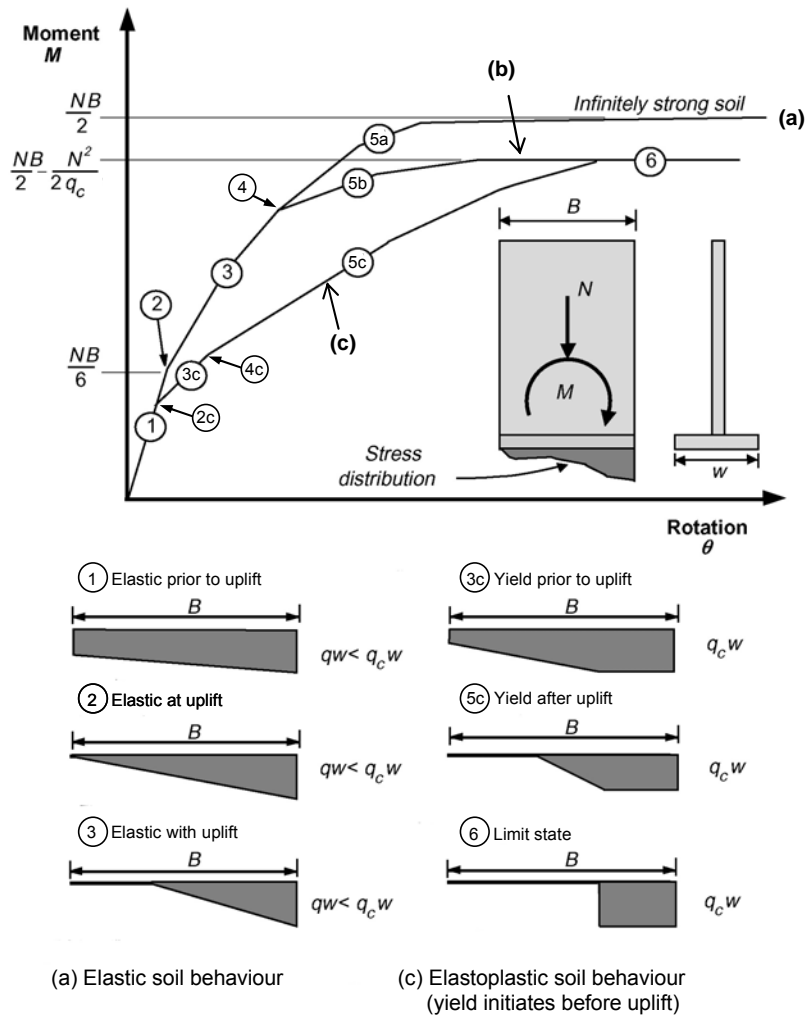 Moment
M
NB/2
NB/2 - N²/2q_c
NB/6
(b)
Infinitely strong soil
(a)
5a
6
4
5b
B
3
5c
N
2
(c)
3c
4c
M
1
2c
Stress
distribution
w
Rotation
θ
1 Elastic prior to uplift
B
qw< q_c w
2 Elastic at uplift
B
qw< q_c w
3 Elastic with uplift
B
qw< q_c w
(a) Elastic soil behaviour
3c Yield prior to uplift
B
q_c w
5c Yield after uplift
B
q_c w
6 Limit state
B
q_c w
(c) Elastoplastic soil behaviour
(yield initiates before uplift)